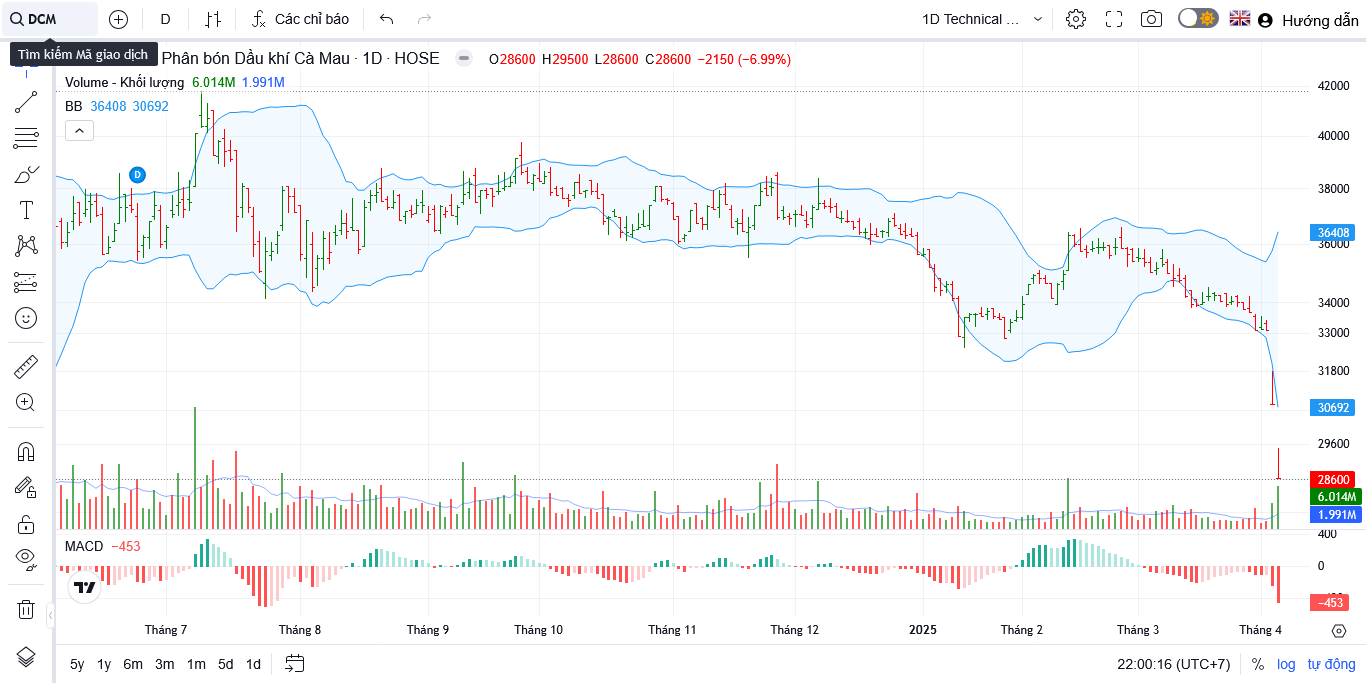 DCM D Các chỉ báo 1D Technical ... Hướng dẫn
Tìm kiếm Mã giao dịch
Phân bón Dầu khí Cà Mau · 1D · HOSE O28600 H29500 L28600 C28600 −2150 (−6.99%)
Volume - Khối lượng 6.014M 1.991M
BB 36408 30692
D
42000
40000
38000
36408
36000
34000
33000
31800
30692
29600
28600
6.014M
1.991M
MACD −453
400
0
−453
Tháng 7 Tháng 8 Tháng 9 Tháng 10 Tháng 11 Tháng 12 2025 Tháng 2 Tháng 3 Tháng 4
5y 1y 6m 3m 1m 5d 1d 22:00:16 (UTC+7) % log tự động